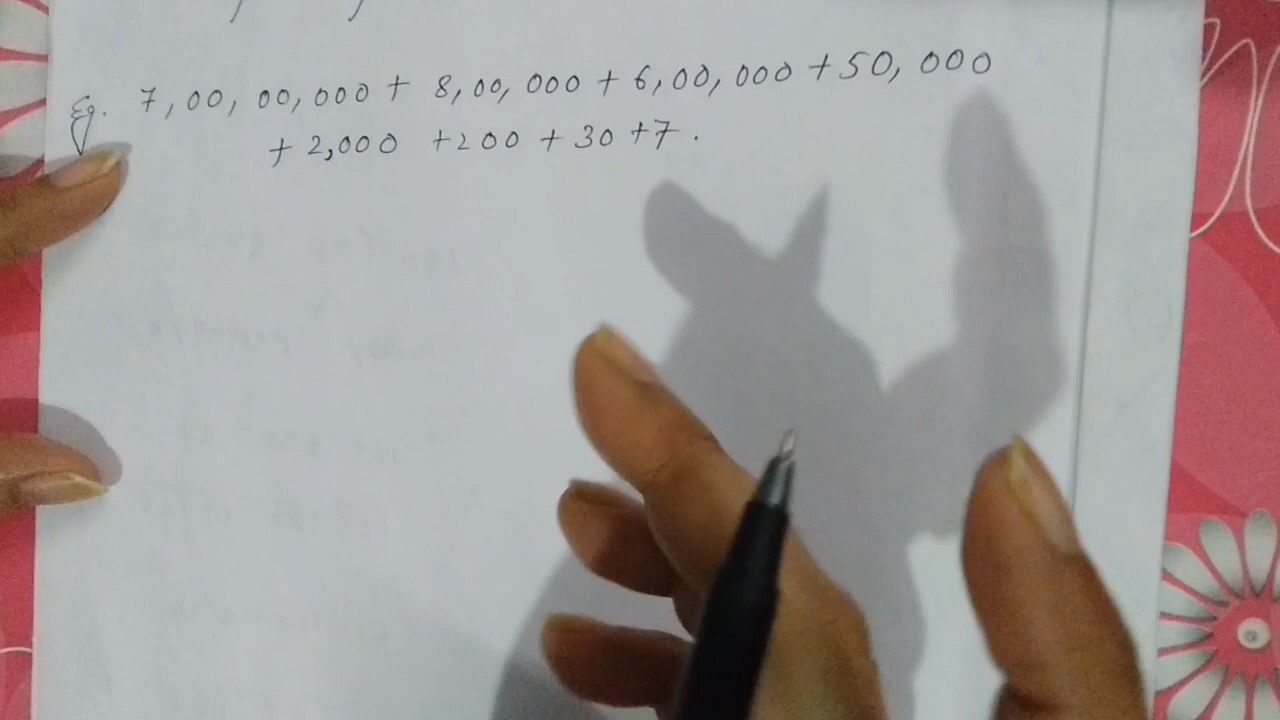 Eg. 7,00,00,000 + 8,00,000 + 6,00,000 + 50,000
+ 2,000 + 200 + 30 + 7.